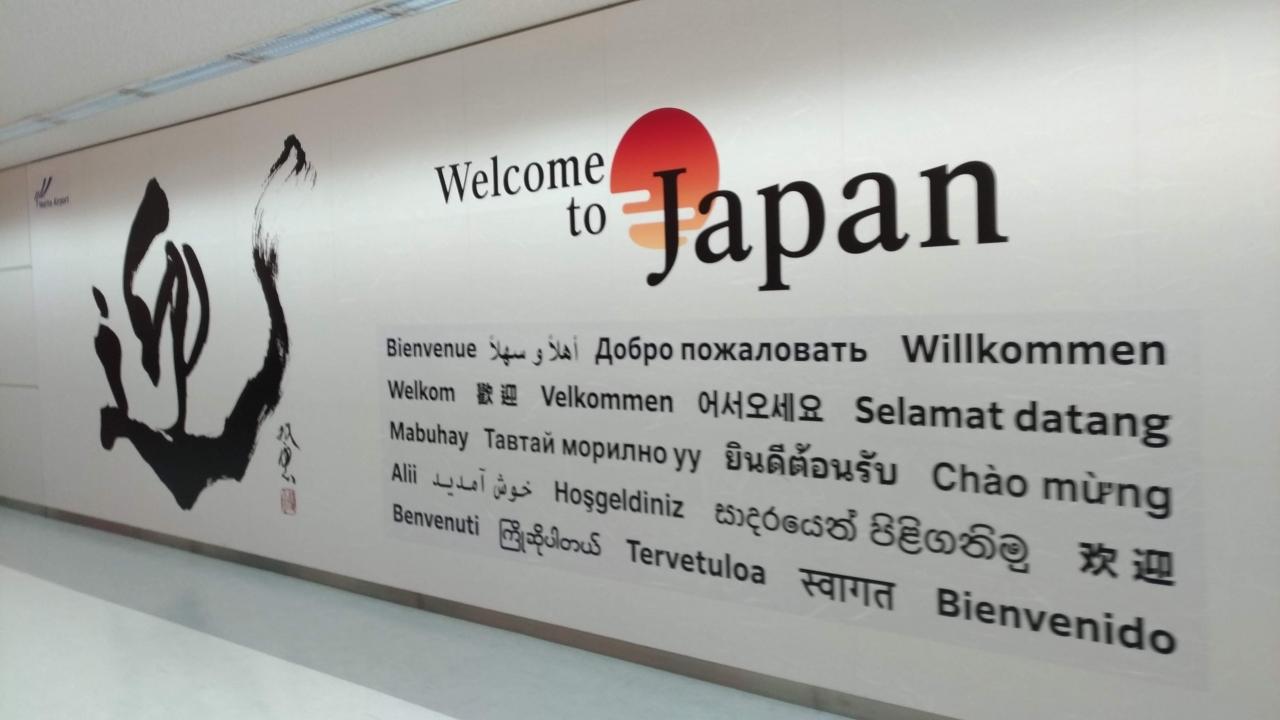 Narita Airport
迎
Welcome
to
Japan
Bienvenue أهلاً و سهلاً Добро пожаловать Willkommen
Welkom 歡迎 Velkommen 어서오세요 Selamat datang
Mabuhay Тавтай морилно уу ยินดีต้อนรับ Chào mừng
Alii خوش آمدید Hoşgeldiniz සාදරයෙන් පිළිගනිමු 欢迎
Benvenuti ကြိုဆိုပါတယ် Tervetuloa स्वागत Bienvenido